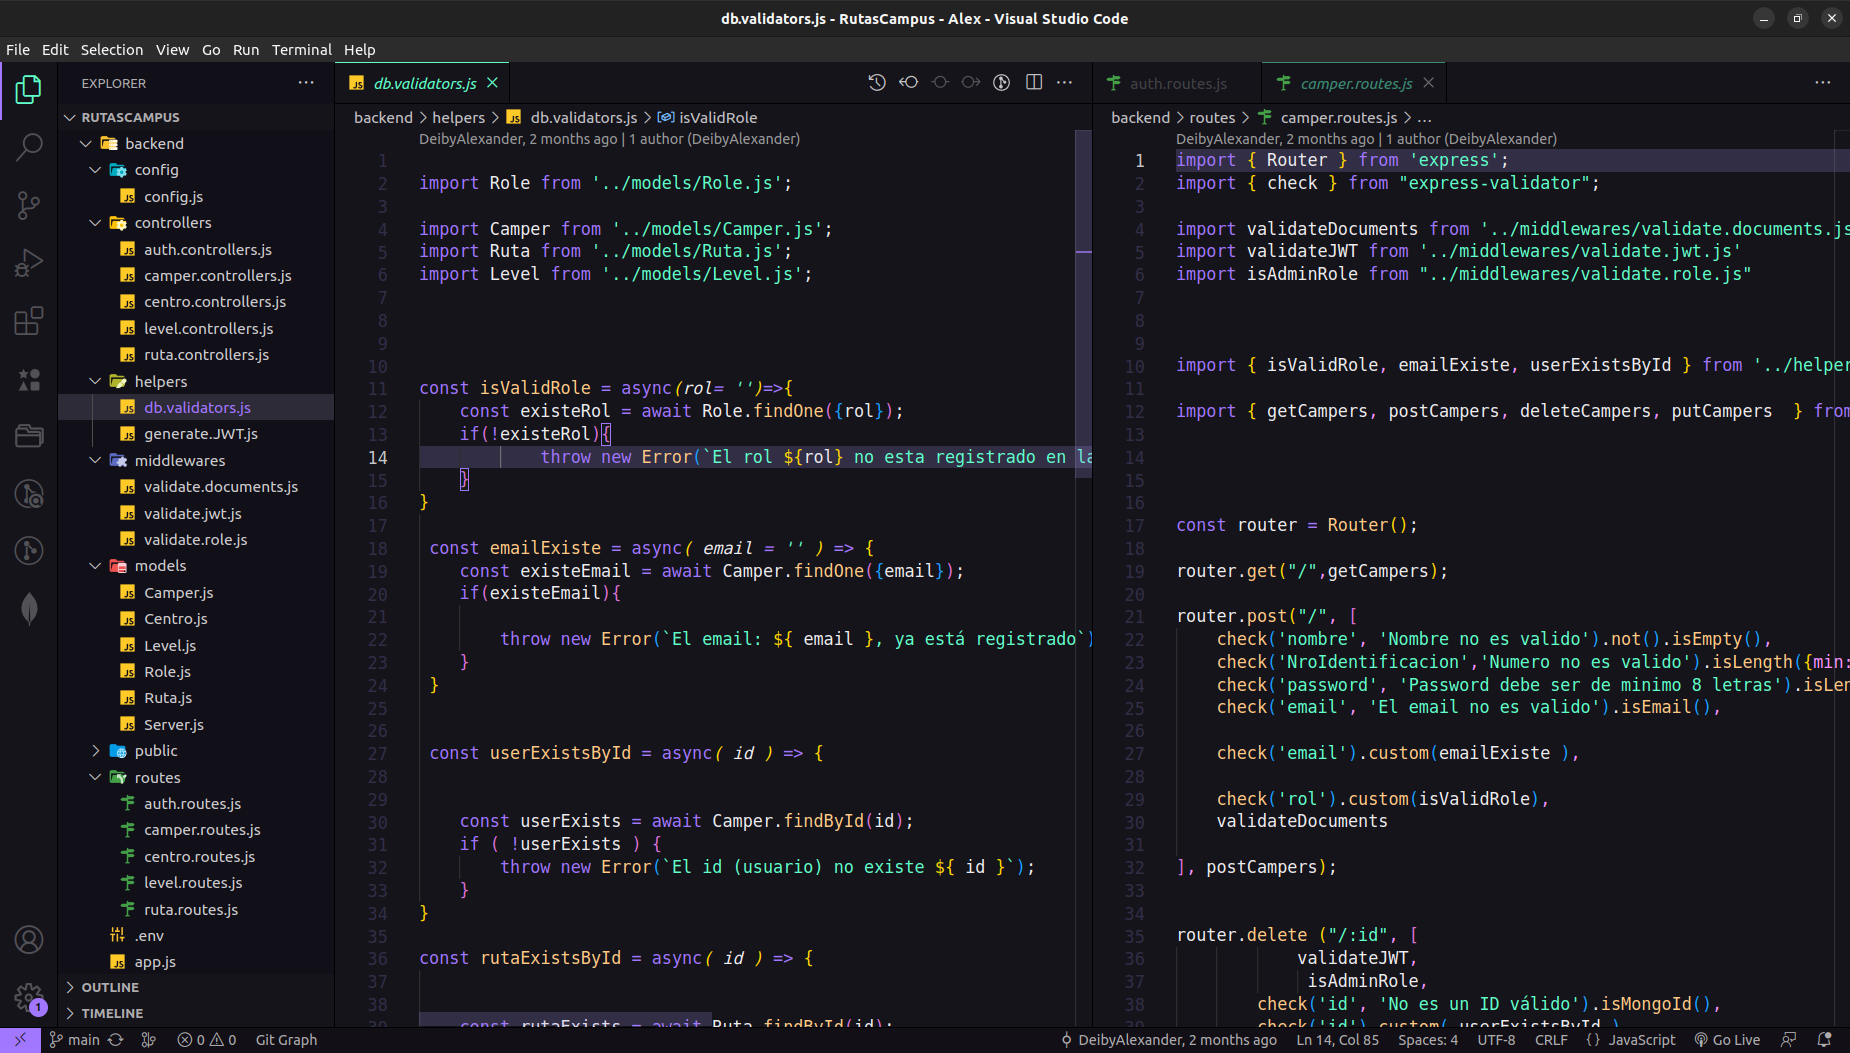 db.validators.js - RutasCampus - Alex - Visual Studio Code
File Edit Selection View Go Run Terminal Help
EXPLORER
RUTASCAMPUS
backend
config
config.js
controllers
auth.controllers.js
camper.controllers.js
centro.controllers.js
level.controllers.js
ruta.controllers.js
helpers
db.validators.js
generate.JWT.js
middlewares
validate.documents.js
validate.jwt.js
validate.role.js
models
Camper.js
Centro.js
Level.js
Role.js
Ruta.js
Server.js
public
routes
auth.routes.js
camper.routes.js
centro.routes.js
level.routes.js
ruta.routes.js
.env
app.js
OUTLINE
TIMELINE
1
db.validators.js
backend > helpers > db.validators.js > isValidRole
DeibyAlexander, 2 months ago | 1 author (DeibyAlexander)
1
2 import Role from '../models/Role.js';
3
4 import Camper from '../models/Camper.js';
5 import Ruta from '../models/Ruta.js';
6 import Level from '../models/Level.js';
7
8
9
10
11 const isValidRole = async(rol= '')=>{
12 const existeRol = await Role.findOne({rol});
13 if(!existeRol){
14 throw new Error(`El rol ${rol} no esta registrado en la
15 }
16 }
17
18 const emailExiste = async( email = '' ) => {
19 const existeEmail = await Camper.findOne({email});
20 if(existeEmail){
21
22 throw new Error(`El email: ${ email }, ya está registrado`)
23 }
24 }
25
26
27 const userExistsById = async( id ) => {
28
29
30 const userExists = await Camper.findById(id);
31 if ( !userExists ) {
32 throw new Error(`El id (usuario) no existe ${ id }`);
33 }
34 }
35
36 const rutaExistsById = async( id ) => {
37
38
39 const rutaExists = await Ruta.findById(id);
auth.routes.js camper.routes.js
backend > routes > camper.routes.js > ...
DeibyAlexander, 2 months ago | 1 author (DeibyAlexander)
1 import { Router } from 'express';
2 import { check } from "express-validator";
3
4 import validateDocuments from '../middlewares/validate.documents.js
5 import validateJWT from '../middlewares/validate.jwt.js'
6 import isAdminRole from "../middlewares/validate.role.js"
7
8
9
10 import { isValidRole, emailExiste, userExistsById } from '../helper
11
12 import { getCampers, postCampers, deleteCampers, putCampers } from
13
14
15
16
17 const router = Router();
18
19 router.get("/",getCampers);
20
21 router.post("/", [
22 check('nombre', 'Nombre no es valido').not().isEmpty(),
23 check('NroIdentificacion','Numero no es valido').isLength({min:
24 check('password', 'Password debe ser de minimo 8 letras').isLen
25 check('email', 'El email no es valido').isEmail(),
26
27 check('email').custom(emailExiste ),
28
29 check('rol').custom(isValidRole),
30 validateDocuments
31
32 ], postCampers);
33
34
35 router.delete ("/:id", [
36 validateJWT,
37 isAdminRole,
38 check('id', 'No es un ID válido').isMongoId(),
39 check('id').custom( userExistsById )
main 0 0 Git Graph DeibyAlexander, 2 months ago Ln 14, Col 85 Spaces: 4 UTF-8 CRLF {} JavaScript Go Live